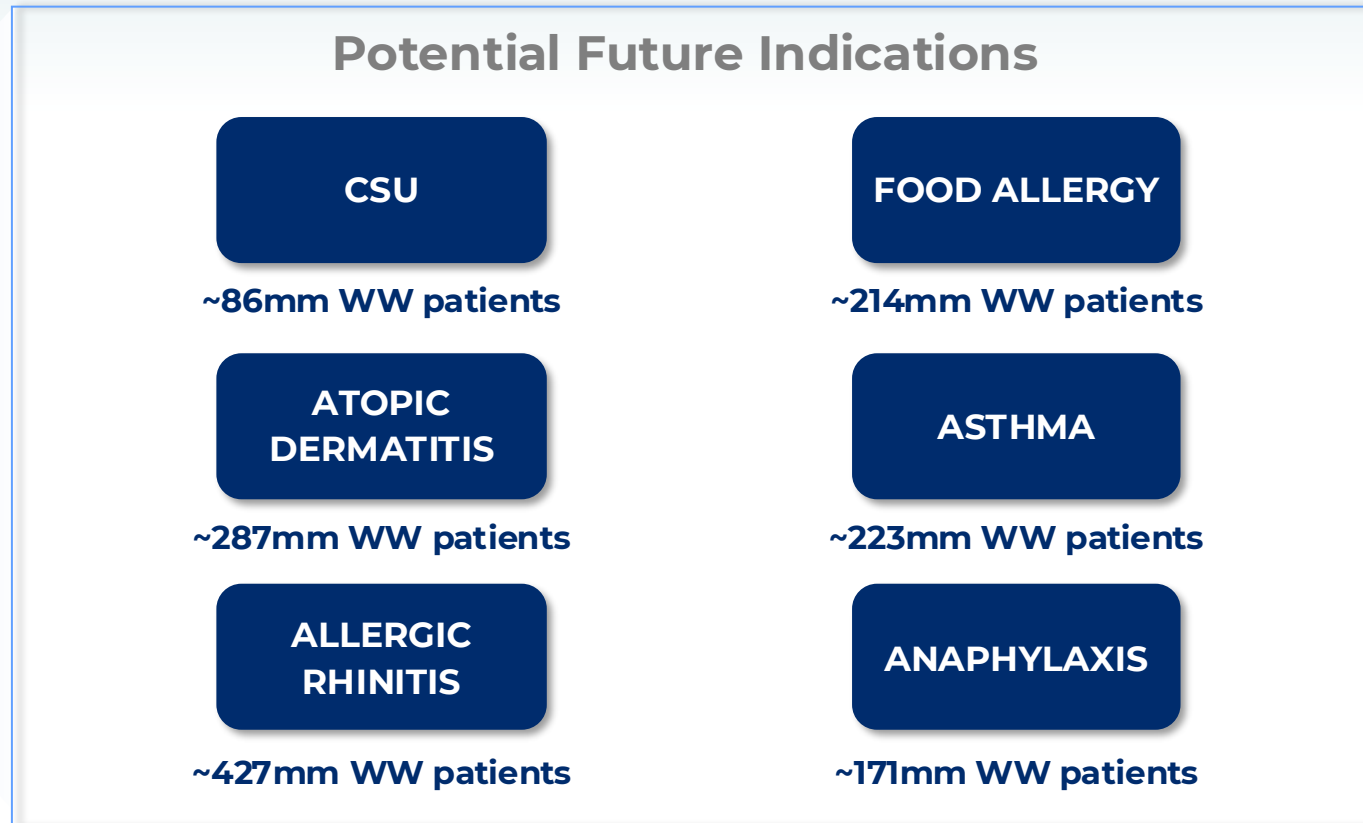 Potential Future Indications
CSU
~86mm WW patients
FOOD ALLERGY
~214mm WW patients
ATOPIC
DERMATITIS
~287mm WW patients
ASTHMA
~223mm WW patients
ALLERGIC
RHINITIS
~427mm WW patients
ANAPHYLAXIS
~171mm WW patients